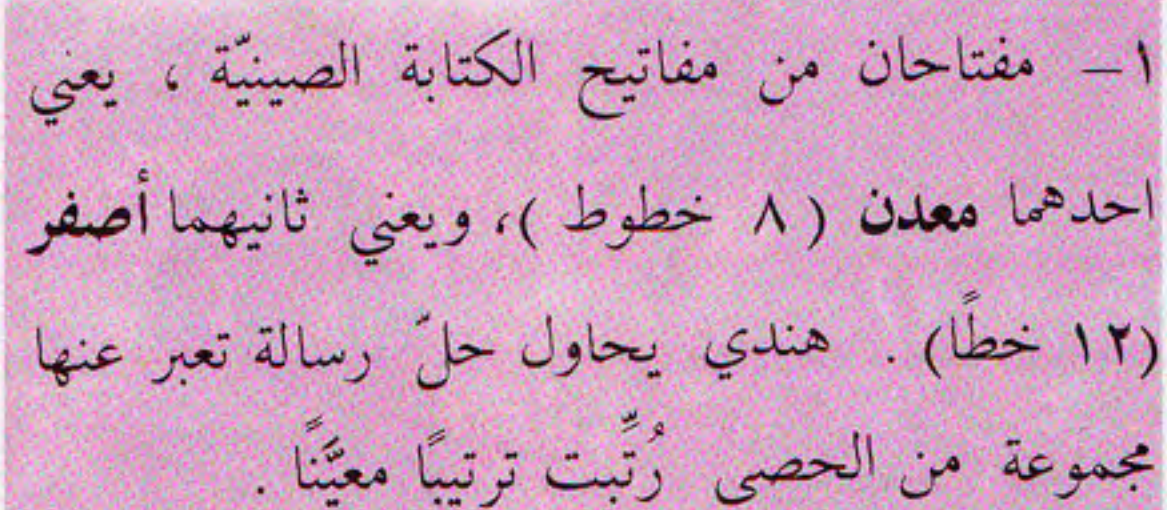 ١ – مفتاحان من مفاتيح الكتابة الصينيّة ، يعني
احدهما معدن ( ٨ خطوط )، ويعني ثانيهما أصفر
(١٢ خطًا) . هندي يحاول حلّ رسالة تعبر عنها
مجموعة من الحصى رُتّبت ترتيبًا معيَّنًا .